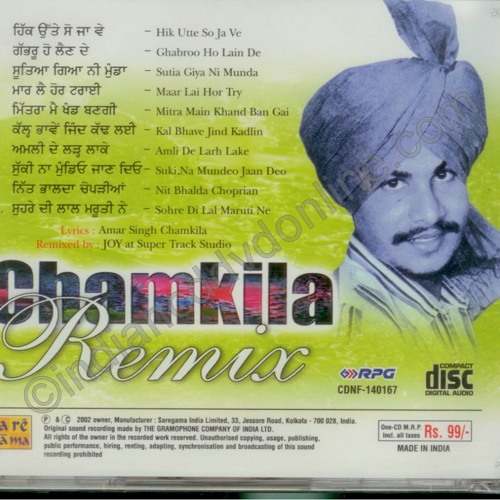 ਹਿੱਕ ਉੱਤੇ ਸੋ ਜਾ ਵੇ – Hik Utte So Ja Ve
ਗੱਭਰੂ ਹੋ ਲੈਣ ਦੇ – Ghabroo Ho Lain De
ਸੂਤਿਆ ਗਿਆ ਨੀ ਮੁੰਡਾ – Sutia Giya Ni Munda
ਮਾਰ ਲੈ ਹੋਰ ਟਰਾਈ – Maar Lai Hor Try
ਮਿੱਤਰਾ ਮੈ ਖੰਡ ਬਣਗੀ – Mitra Main Khand Ban Gai
ਕੱਲ੍ਹ ਭਾਵੇਂ ਜਿੰਦ ਕੱਢ ਲਈ – Kal Bhave Jind Kadlin
ਅਮਲੀ ਦੇ ਲੜ੍ਹ ਲਾਕੇ – Amli De Larh Lake
ਸੁੱਕੀ ਨਾ ਮੁੰਡਿਓ ਜਾਣ ਦਿਓ – Suki,Na Mundeo Jaan Deo
ਨਿੱਤ ਭਾਲਦਾ ਚੋਪੜੀਆਂ – Nit Bhalda Choprian
ਸੁਹਰੇ ਦੀ ਲਾਲ ਮਰੂਤੀ ਨੇ – Sohre Di Lal Maruti Ne
Lyrics : Amar Singh Chamkila
Remixed by : JOY at Super Track Studio
Chamkila
Remix
RPG
CDNF-140167
COMPACT
disc
DIGITAL AUDIO
℗ & © 2002 owner, Manufacturer : Saregama India Limited, 33, Jessore Road, Kolkata - 700 028, India.
Original sound recording made by THE GRAMOPHONE COMPANY OF INDIA LTD.
All rights of the owner in the recorded work reserved. Unauthorised copying, usage, publishing,
public performance, hiring, renting, adapting, synchronisation and broadcasting of this sound
recording prohibited
One-CD M.R.P.
Incl. all taxes Rs. 99/-
MADE IN INDIA